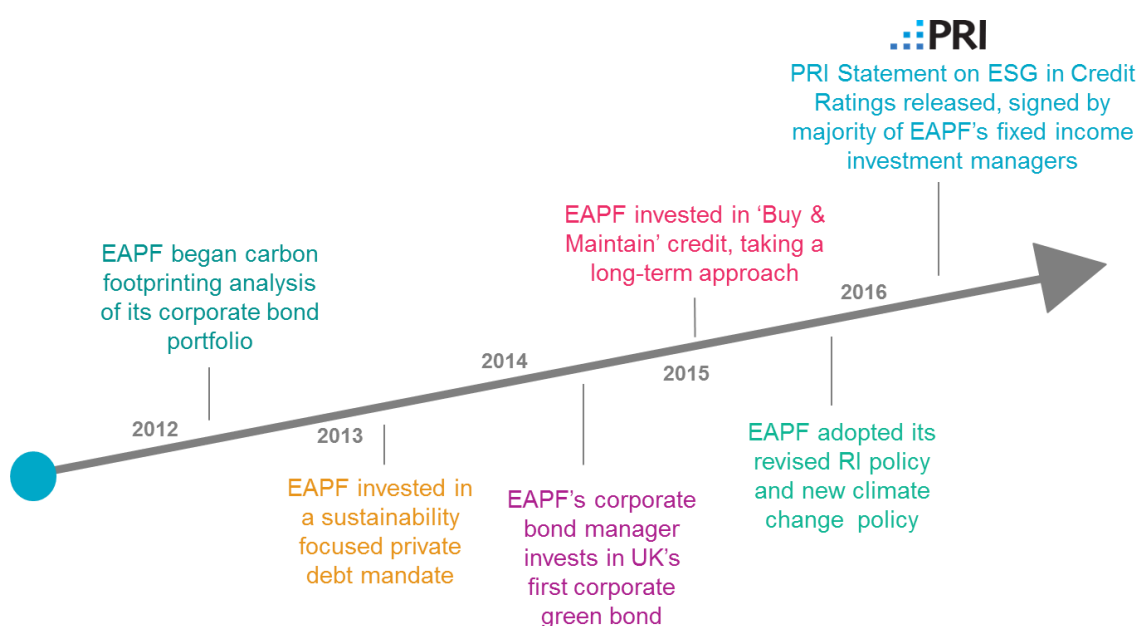 PRI
PRI Statement on ESG in Credit
Ratings released, signed by
majority of EAPF's fixed income
investment managers
EAPF invested in ‘Buy &
Maintain’ credit, taking a
long-term approach
EAPF began carbon
footprinting analysis
of its corporate bond
portfolio
2016
2014
2015
2012
2013
EAPF adopted its
revised RI policy
and new climate
change policy
EAPF invested in
a sustainability
focused private
debt mandate
EAPF’s corporate
bond manager
invests in UK’s
first corporate
green bond